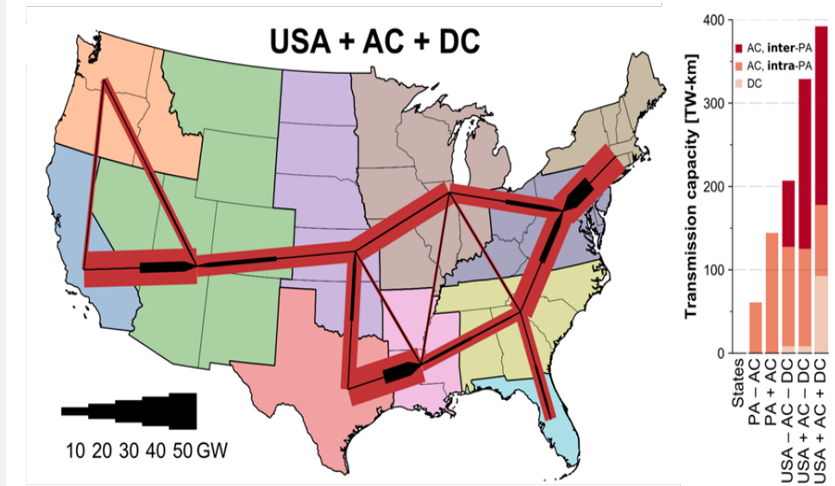 USA + AC + DC
10 20 30 40 50 GW
Transmission capacity [TW-km]
400
300
200
100
0
AC, inter-PA
AC, intra-PA
DC
States
PA – AC
PA + AC
USA – AC – DC
USA + AC – DC
USA + AC + DC